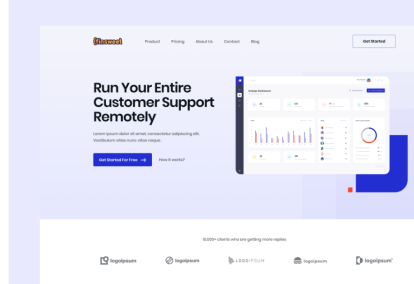 finsweet
Product Pricing About Us Contact Blog
Get Started
Run Your Entire
Customer Support
Remotely
Lorem ipsum dolor sit amet, consectetur adipiscing elit.
Vestibulum vitae nunc vitae neque.
Get Started For Free → How it works?
10,000+ clients who are getting more replies
logoipsum logoipsum LOGOIPSUM logoipsum logoipsum